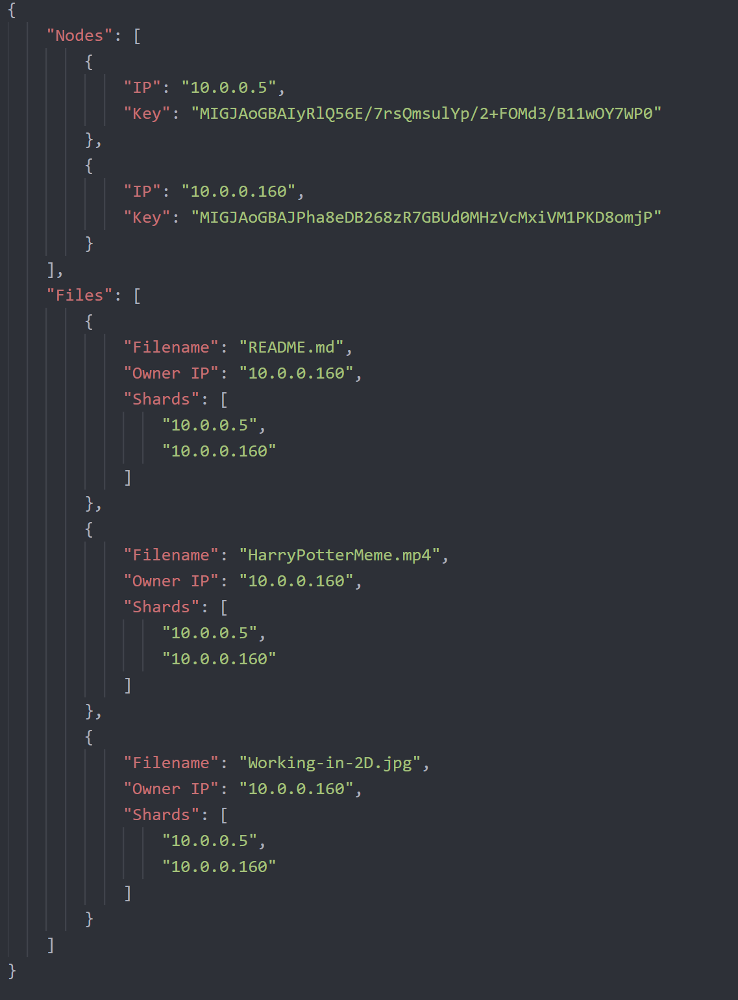 {
"Nodes": [
{
"IP": "10.0.0.5",
"Key": "MIGJAoGBAIyRlQ56E/7rsQmsulYp/2+FOMd3/B11wOY7WP0"
},
{
"IP": "10.0.0.160",
"Key": "MIGJAoGBAJPha8eDB268zR7GBUd0MHzVcMxiVM1PKD8omjP"
}
],
"Files": [
{
"Filename": "README.md",
"Owner IP": "10.0.0.160",
"Shards": [
"10.0.0.5",
"10.0.0.160"
]
},
{
"Filename": "HarryPotterMeme.mp4",
"Owner IP": "10.0.0.160",
"Shards": [
"10.0.0.5",
"10.0.0.160"
]
},
{
"Filename": "Working-in-2D.jpg",
"Owner IP": "10.0.0.160",
"Shards": [
"10.0.0.5",
"10.0.0.160"
]
}
]
}